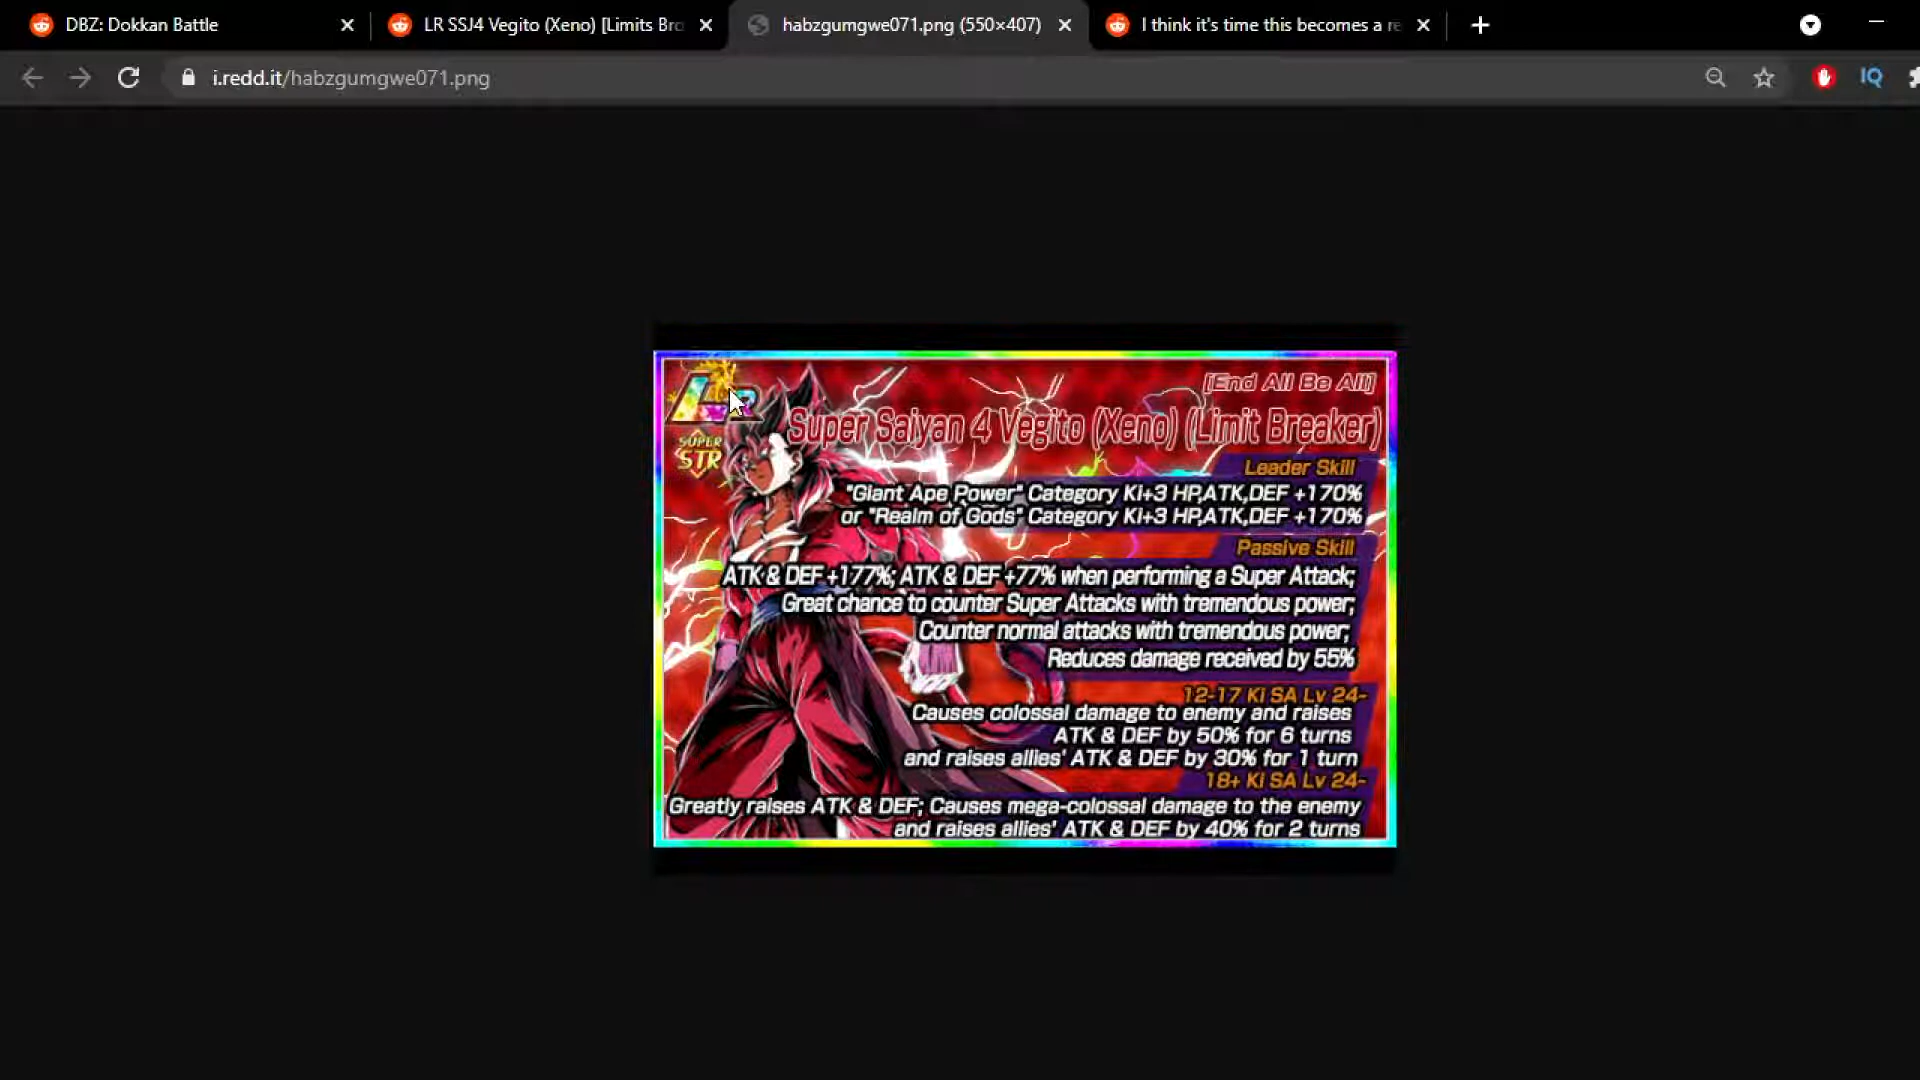 DBZ: Dokkan Battle
LR SSJ4 Vegito (Xeno) [Limits Bro
habzgumgwe071.png (550×407)
I think it's time this becomes a re
i.redd.it/habzgumgwe071.png
IQ
LR
[End All Be All]
Super Saiyan 4 Vegito (Xeno) (Limit Breaker)
SUPER
STR
Leader Skill
"Giant Ape Power" Category Ki+3 HP,ATK,DEF +170%
or "Realm of Gods" Category Ki+3 HP,ATK,DEF +170%
Passive Skill
ATK & DEF +177%; ATK & DEF +77% when performing a Super Attack;
Great chance to counter Super Attacks with tremendous power;
Counter normal attacks with tremendous power;
Reduces damage received by 55%
12-17 Ki SA Lv 24-
Causes colossal damage to enemy and raises
ATK & DEF by 50% for 6 turns
and raises allies' ATK & DEF by 30% for 1 turn
18+ Ki SA Lv 24-
Greatly raises ATK & DEF; Causes mega-colossal damage to the enemy
and raises allies' ATK & DEF by 40% for 2 turns